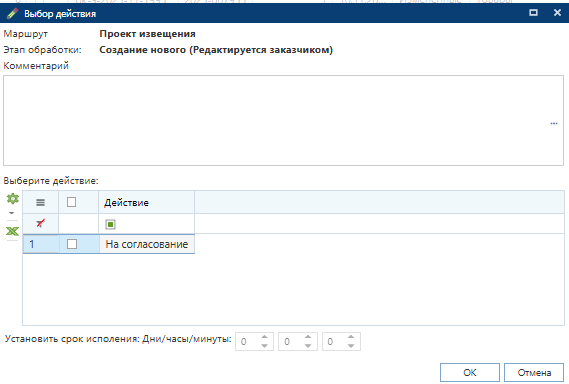 Выбор действия
Маршрут Проект извещения
Этап обработки: Создание нового (Редактируется заказчиком)
Комментарий
...
Выберите действие:
Действие
1 На согласование
Установить срок исполения: Дни/часы/минуты: 0 0 0
ОК Отмена